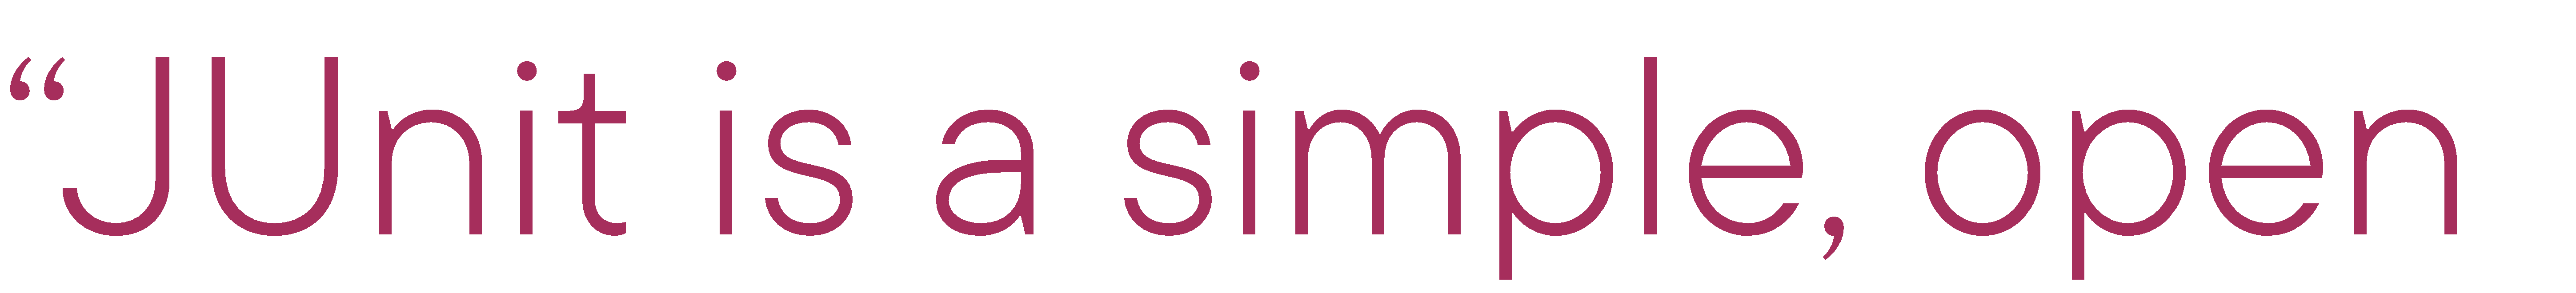 “JUnit is a simple, open